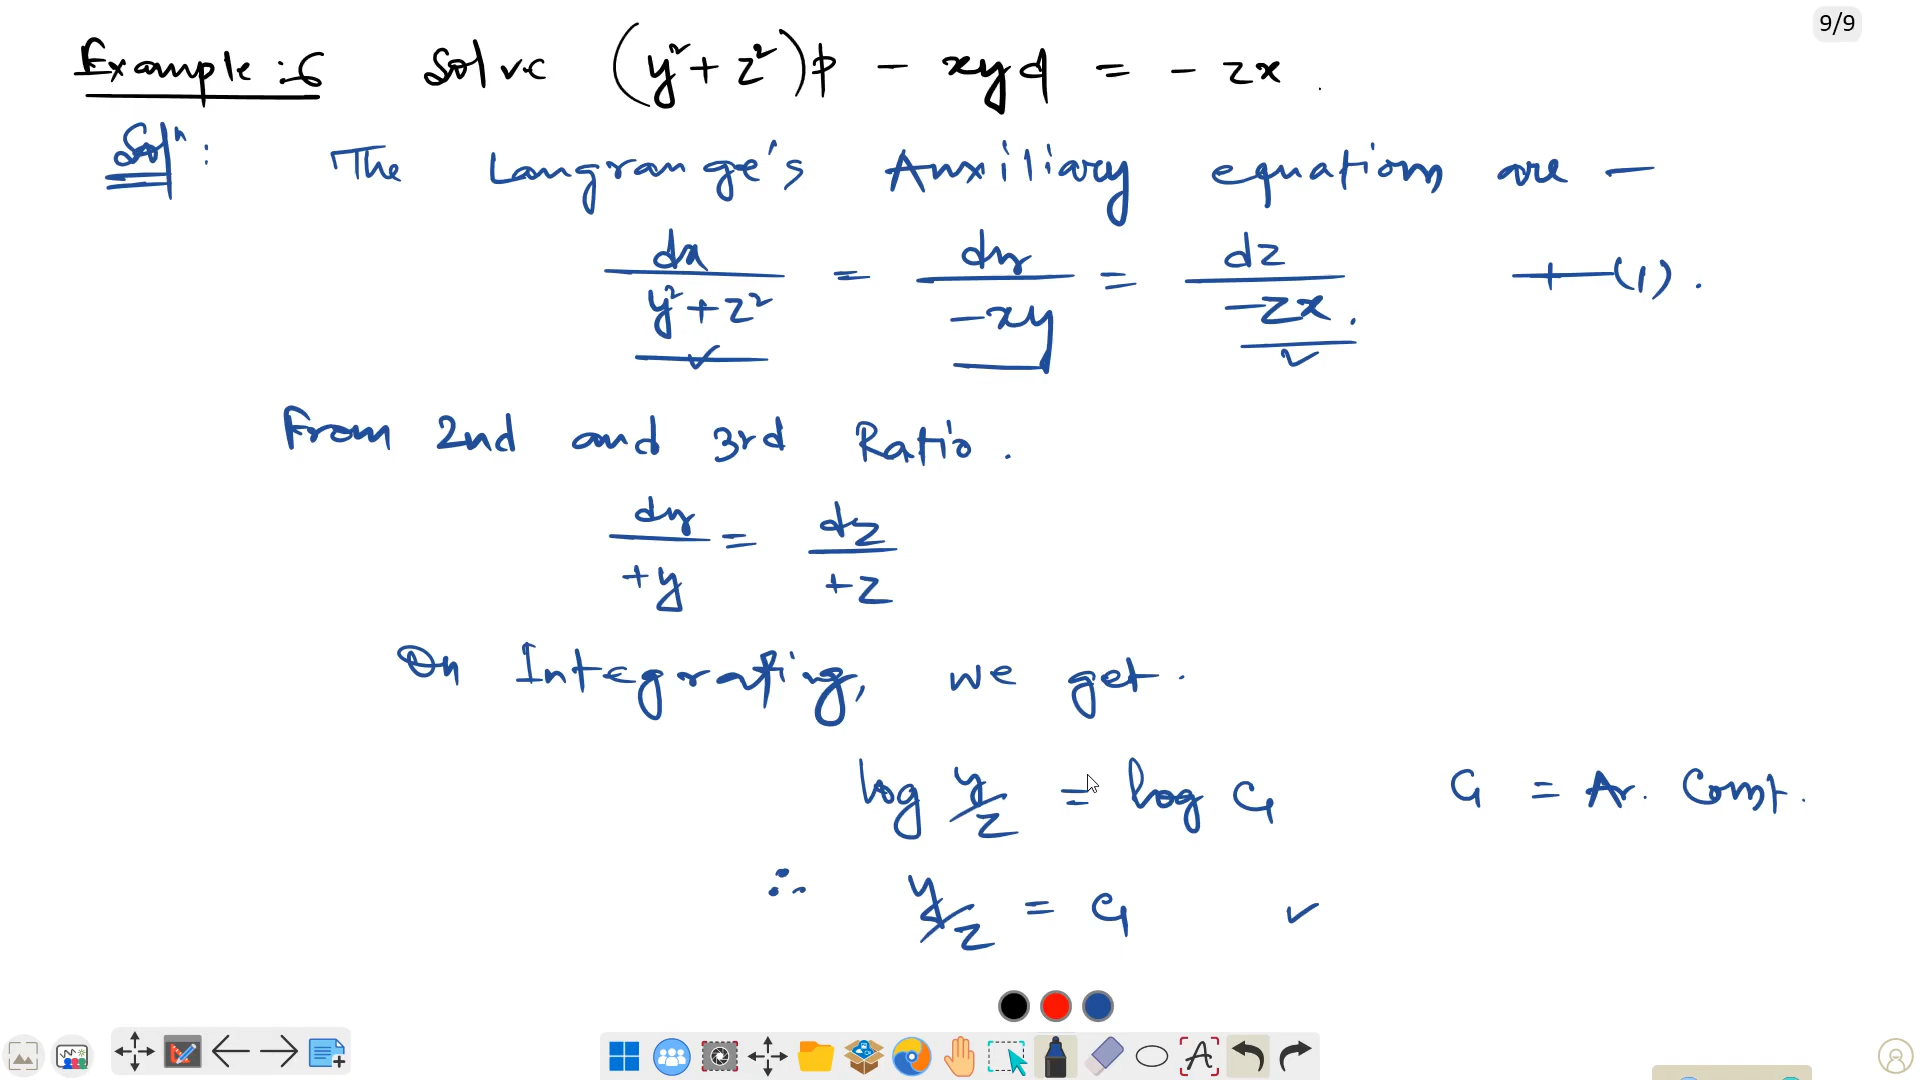 9/9
Example :6 Solve (y²+ z²)p - xyq = - zx .
Solⁿ : The Langrange's Auxiliary equations are —
dx/(y²+z²) = dy/(-xy) = dz/(-zx) . —(1).
From 2nd and 3rd Ratio .
dy/(+y) = dz/(+z)
On Integrating, we get .
log y/z = log C₁ C₁ = Ar. Const.
∴ y/z = C₁ ✓